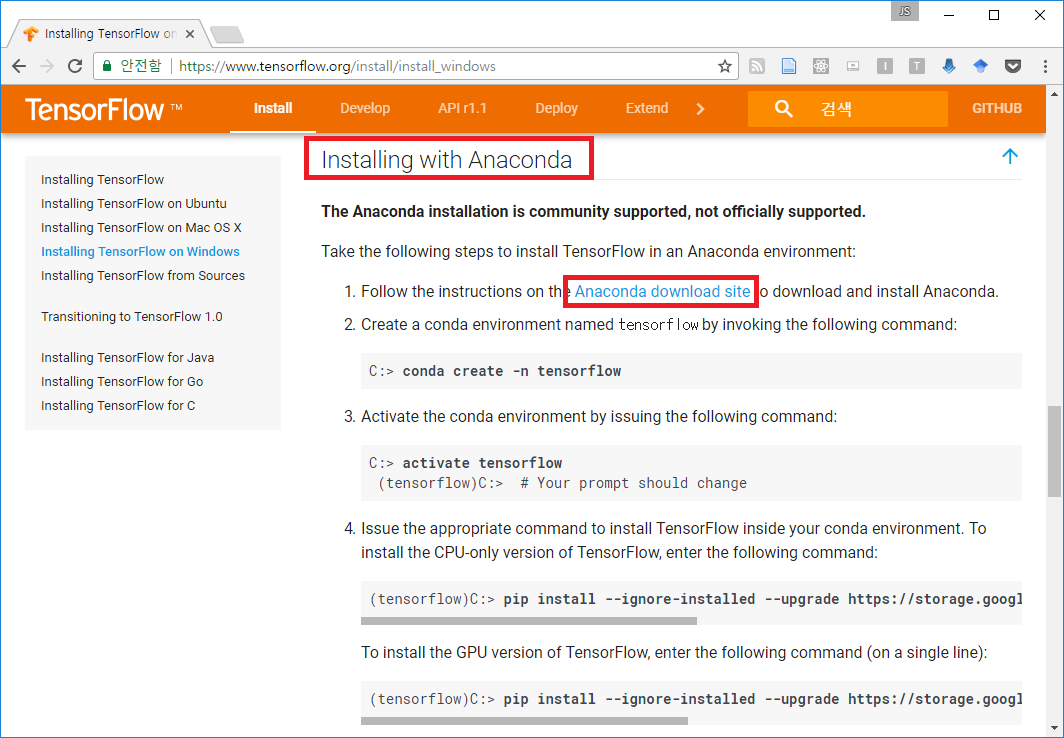 JS
Installing TensorFlow on
안전함 https://www.tensorflow.org/install/install_windows
I T
TensorFlow ™ Install Develop API r1.1 Deploy Extend 검색 GITHUB
Installing TensorFlow
Installing TensorFlow on Ubuntu
Installing TensorFlow on Mac OS X
Installing TensorFlow on Windows
Installing TensorFlow from Sources
Transitioning to TensorFlow 1.0
Installing TensorFlow for Java
Installing TensorFlow for Go
Installing TensorFlow for C
Installing with Anaconda
The Anaconda installation is community supported, not officially supported.
Take the following steps to install TensorFlow in an Anaconda environment:
1. Follow the instructions on the Anaconda download site o download and install Anaconda.
2. Create a conda environment named tensorflow by invoking the following command:
C:> conda create -n tensorflow
3. Activate the conda environment by issuing the following command:
C:> activate tensorflow
(tensorflow)C:> # Your prompt should change
4. Issue the appropriate command to install TensorFlow inside your conda environment. To
install the CPU-only version of TensorFlow, enter the following command:
(tensorflow)C:> pip install --ignore-installed --upgrade https://storage.googl
To install the GPU version of TensorFlow, enter the following command (on a single line):
(tensorflow)C:> pip install --ignore-installed --upgrade https://storage.googl